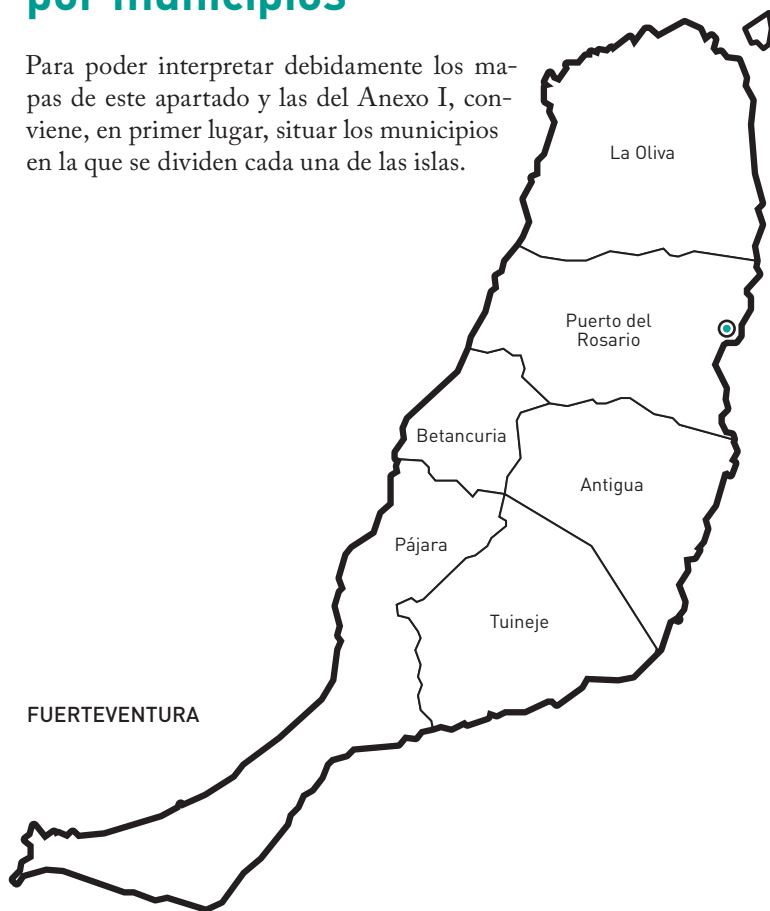 por municipios
Para poder interpretar debidamente los ma-
pas de este apartado y las del Anexo I, con-
viene, en primer lugar, situar los municipios
en la que se dividen cada una de las islas.
La Oliva
Puerto del
Rosario
Betancuria
Antigua
Pájara
Tuineje
FUERTEVENTURA